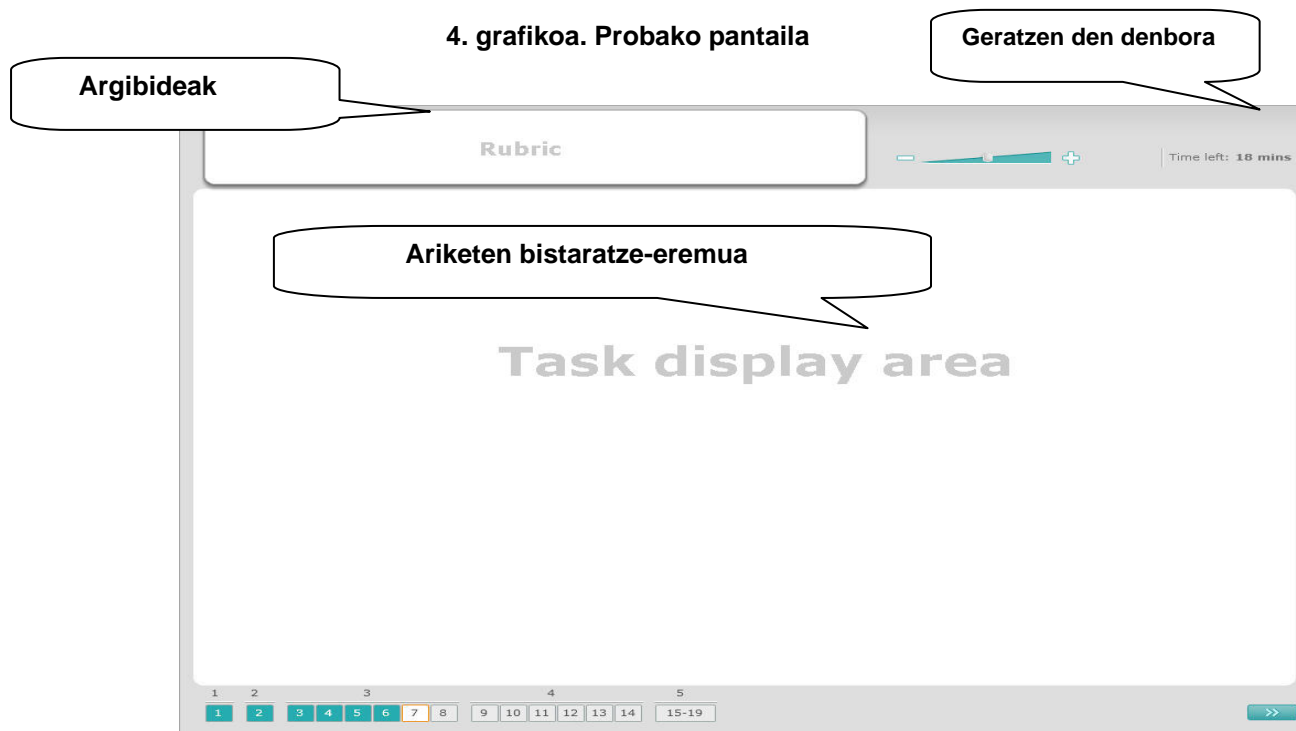 4. grafikoa. Probako pantaila
Geratzen den denbora
Argibideak
Rubric
Time left: 18 mins
Ariketen bistaratze-eremua
Task display area
1 2 3 4 5
1 2 3 4 5 6 7 8 9 10 11 12 13 14 15-19 >>